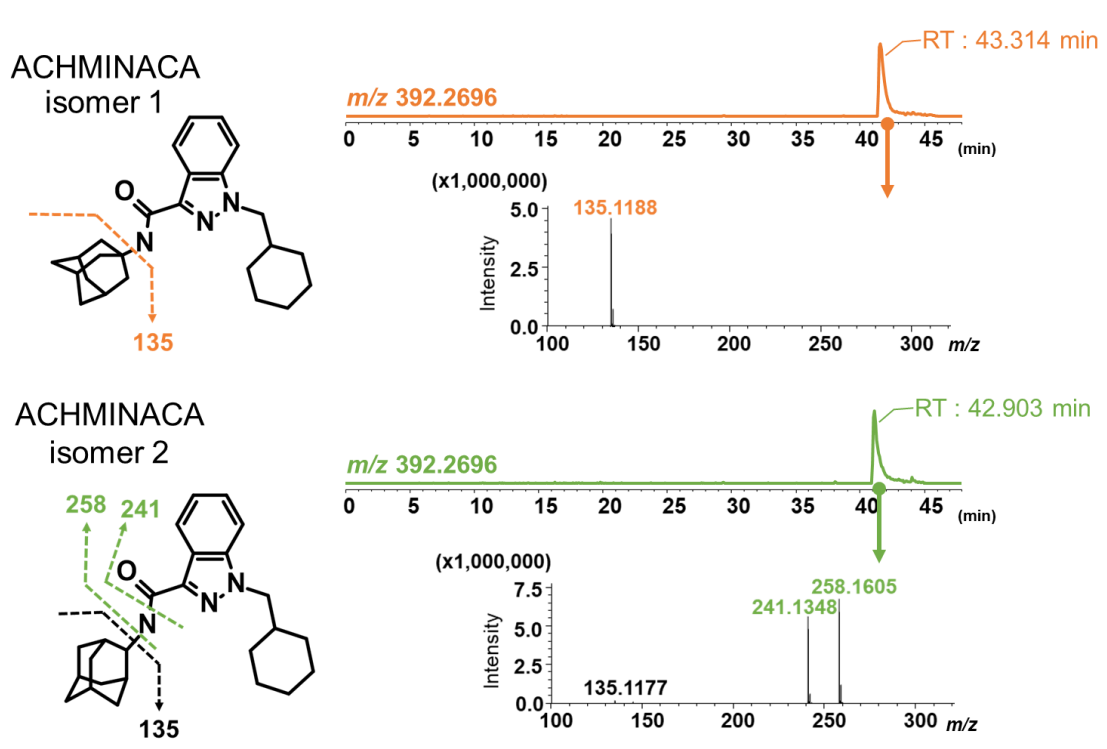 ACHMINACA
isomer 1
O
N
N
N
135
m/z 392.2696
RT : 43.314 min
0 5 10 15 20 25 30 35 40 45 (min)
(x1,000,000)
Intensity
5.0
2.5
0.0
135.1188
100 150 200 250 300 m/z
ACHMINACA
isomer 2
258 241
O
N
N
N
135
m/z 392.2696
RT : 42.903 min
0 5 10 15 20 25 30 35 40 45 (min)
(x1,000,000)
Intensity
7.5
5.0
2.5
0.0
258.1605
241.1348
135.1177
100 150 200 250 300 m/z